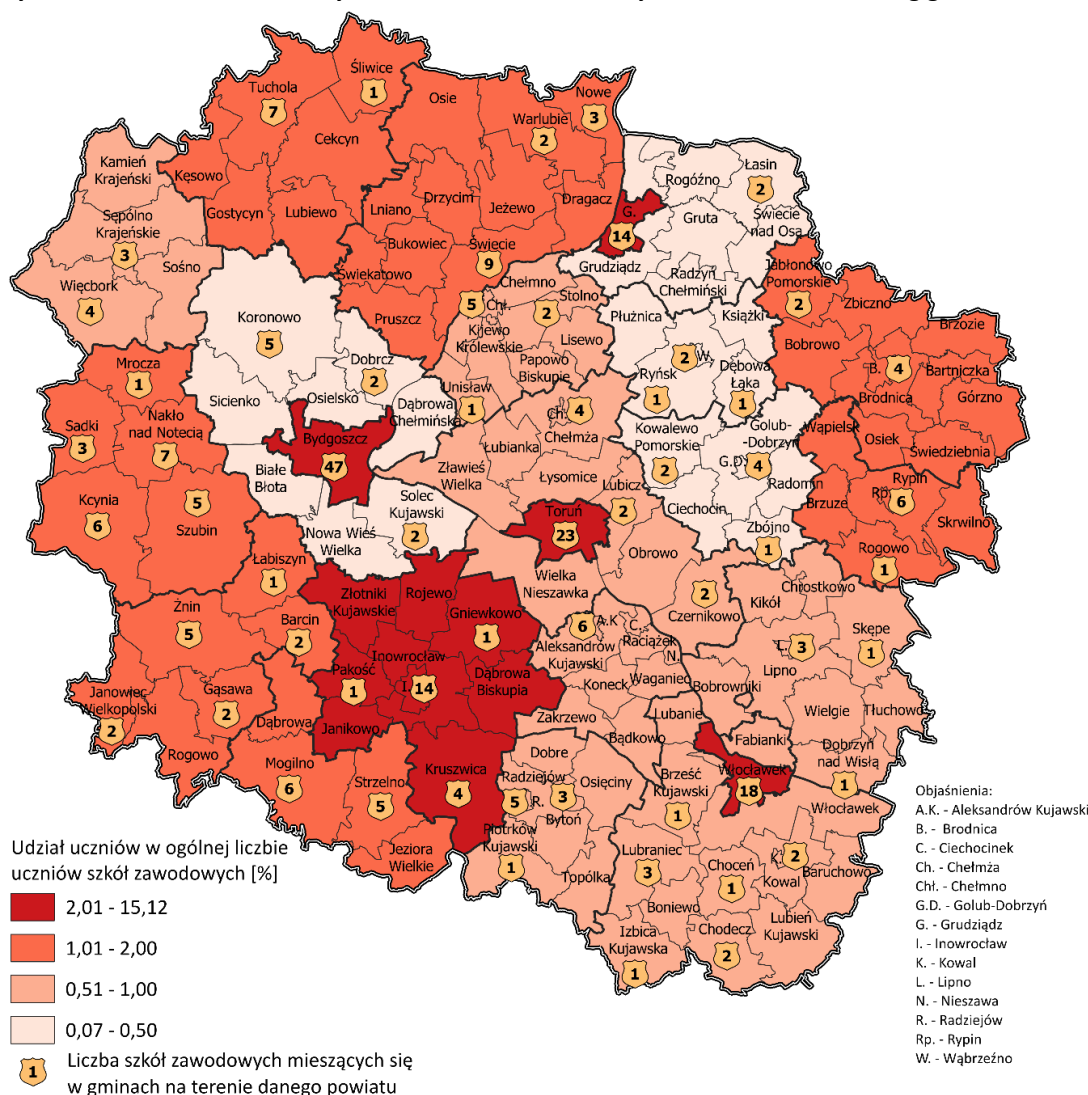 Śliwice
1
Tuchola
7
Osie
Nowe
3
Warlubie
2
Cekcyn
Kamień
Krajeński
Kęsowo
Rogóźno
Łasin
2
Gostycyn
Lubiewo
Lniano
Drzycim
Jeżewo
Dragacz
G.
14
Gruta
Świecie
nad Osą
Sępólno
Krajeńskie
3
Sośno
Bukowiec
Świecie
9
Świekatowo
Grudziądz
Radzyń
Chełmiński
Jabłonowo
Pomorskie
2
Zbiczno
Więcbork
4
Pruszcz
Chełmno
5
Chł.
Stolno
2
Koronowo
5
Kijewo
Królewskie
Lisewo
Płużnica
Książki
Brzozie
Bobrowo
Mrocza
1
Dobrcz
2
Papowo
Biskupie
2
W.
B.
4
Bartniczka
Unisław
1
Ryńsk
1
Dębowa
Łąka
1
Brodnica
Górzno
Sicienko
Osielsko
Dąbrowa
Chełmińska
Nakło
nad Notecią
7
Sadki
3
Ch.
4
Chełmża
Kowalewo
Pomorskie
2
Golub-
-Dobrzyń
G.D.
4
Wąpielsk
Osiek
Świedziebnia
Bydgoszcz
47
Łubianka
Białe
Błota
Zławieś
Wielka
Łysomice
Radomin
Rypin
Rp.
6
Kcynia
6
5
Szubin
Solec
Kujawski
2
Lubicz
2
Ciechocin
Brzuze
Skrwilno
Toruń
23
Nowa Wieś
Wielka
Zbójno
1
Rogowo
1
Łabiszyn
1
Obrowo
Złotniki
Kujawskie
Rojewo
Wielka
Nieszawka
2
Czernikowo
Chrostkowo
Kikół
Żnin
5
Gniewkowo
1
Barcin
2
6
A.K
C.
Raciążek
Skępe
1
Aleksandrów
Kujawski
N.
L.
3
Lipno
Inowrocław
I.
14
Pakość
1
Dąbrowa
Biskupia
Waganiec
Koneck
Bobrowniki
Janowiec
Wielkopolski
2
Gąsawa
2
Wielgie
Tłuchowo
Dąbrowa
Janikowo
Zakrzewo
Lubanie
Fabianki
Rogowo
Bądkowo
Mogilno
6
Dobre
Dobrzyń
nad Wisłą
1
Strzelno
5
Kruszwica
4
Radziejów
5
R.
3
Osięciny
Bytoń
Brześć
Kujawski
1
Włocławek
18
Włocławek
Piotrków
Kujawski
1
Jeziora
Wielkie
Lubraniec
3
Choceń
1
K.
2
Kowal
Baruchowo
Topólka
Boniewo
Izbica
Kujawska
1
Chodecz
2
Lubień
Kujawski
Udział uczniów w ogólnej liczbie
uczniów szkół zawodowych [%]
2,01 - 15,12
1,01 - 2,00
0,51 - 1,00
0,07 - 0,50
1
Liczba szkół zawodowych mieszących się
w gminach na terenie danego powiatu
Objaśnienia:
A.K. - Aleksandrów Kujawski
B. - Brodnica
C. - Ciechocinek
Ch. - Chełmża
Chł. - Chełmno
G.D. - Golub-Dobrzyń
G. - Grudziądz
I. - Inowrocław
K. - Kowal
L. - Lipno
N. - Nieszawa
R. - Radziejów
Rp. - Rypin
W. - Wąbrzeźno